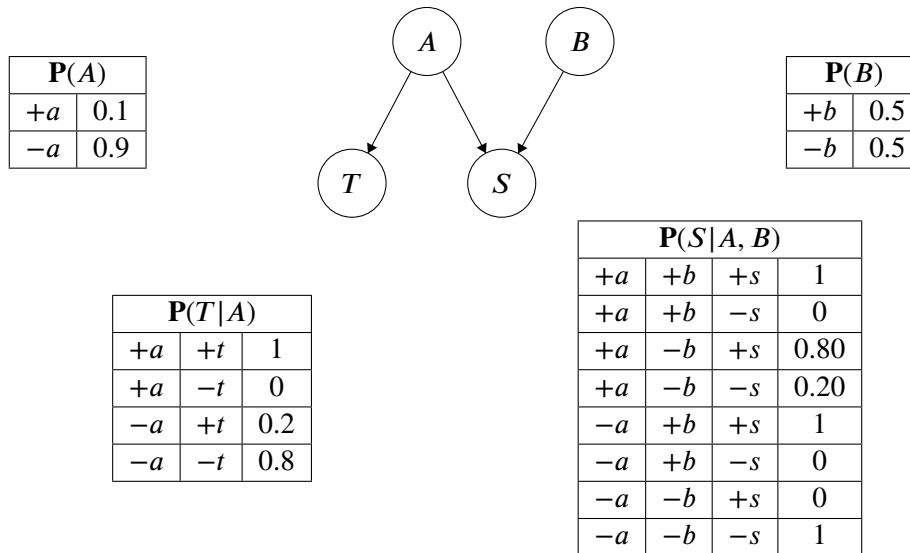 A
B
P(A)
+a 0.1
−a 0.9
P(B)
+b 0.5
−b 0.5
T
S
P(S|A, B)
+a +b +s 1
+a +b −s 0
+a −b +s 0.80
+a −b −s 0.20
−a +b +s 1
−a +b −s 0
−a −b +s 0
−a −b −s 1
P(T|A)
+a +t 1
+a −t 0
−a +t 0.2
−a −t 0.8